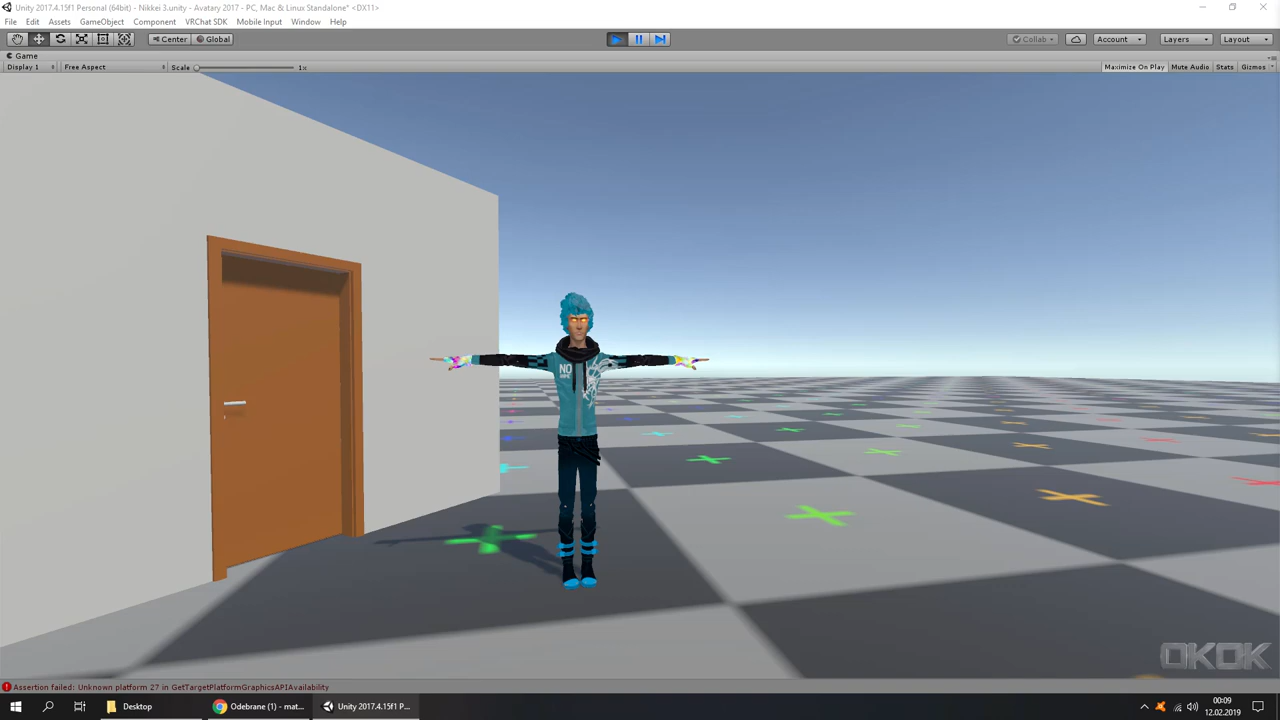 Unity 2017.4.15f1 Personal (64bit) - Nikkei 3.unity - Avatary 2017 - PC, Mac & Linux Standalone* <DX11>
File Edit Assets GameObject Component VRChat SDK Mobile Input Window Help
Center Global Collab Account Layers Layout
Game
Display 1 Free Aspect Scale 1x Maximize On Play Mute Audio Stats Gizmos
NO
OKOK
Assertion failed: Unknown platform 27 in GetTargetPlatformGraphicsAPIAvailability
Desktop Odebrane (1) - mat... Unity 2017.4.15f1 P... 00:09
12.02.2019